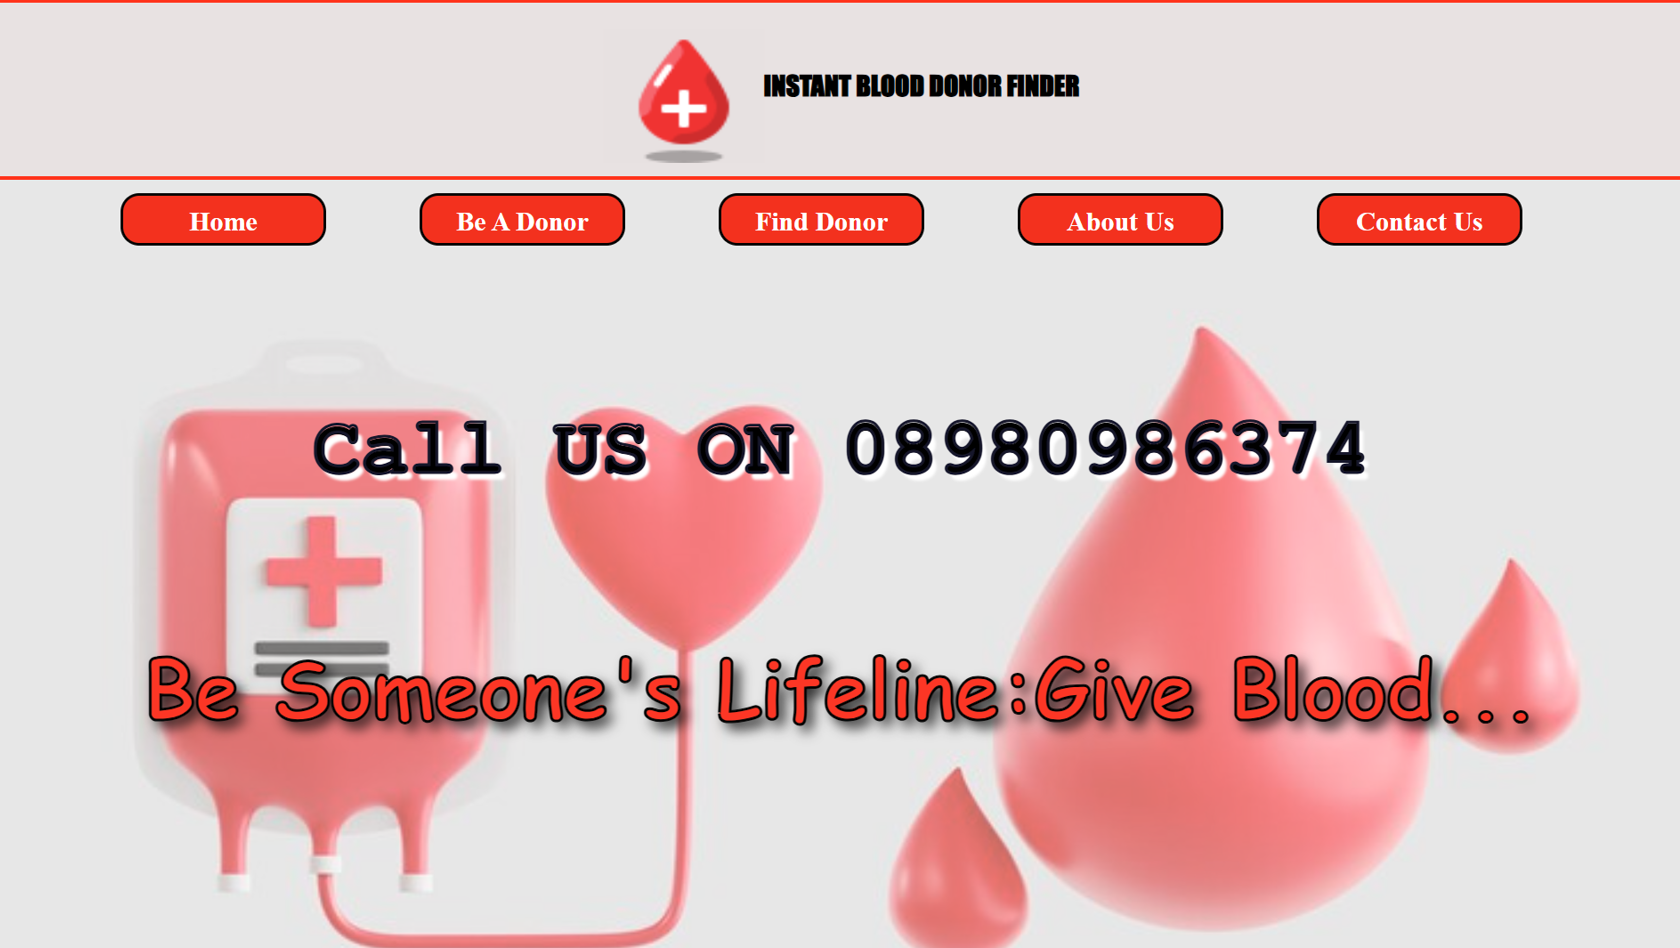 INSTANT BLOOD DONOR FINDER
Home
Be A Donor
Find Donor
About Us
Contact Us
Call US ON 08980986374
Be Someone's Lifeline:Give Blood...